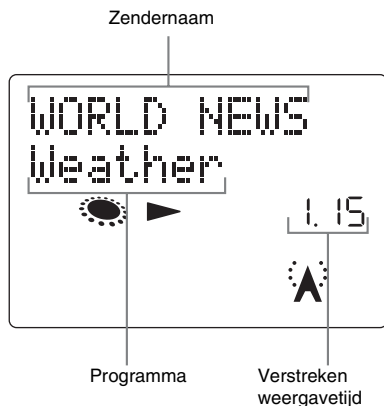 Zendernaam
WORLD NEWS
Weather
1.15
A
Programma
Verstreken
weergavetijd